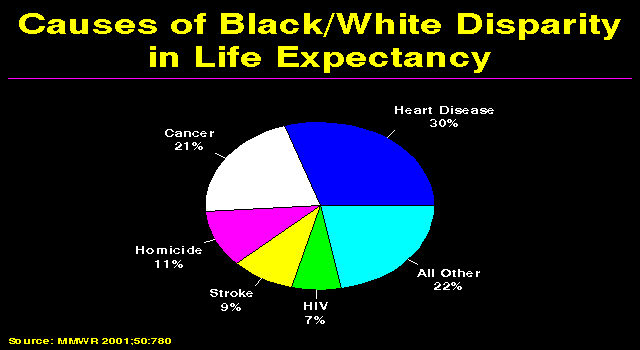 Causes of Black/White Disparity
in Life Expectancy
Heart Disease
30%
Cancer
21%
Homicide
11%
Stroke
9%
HIV
7%
All Other
22%
Source: MMWR 2001;50:780